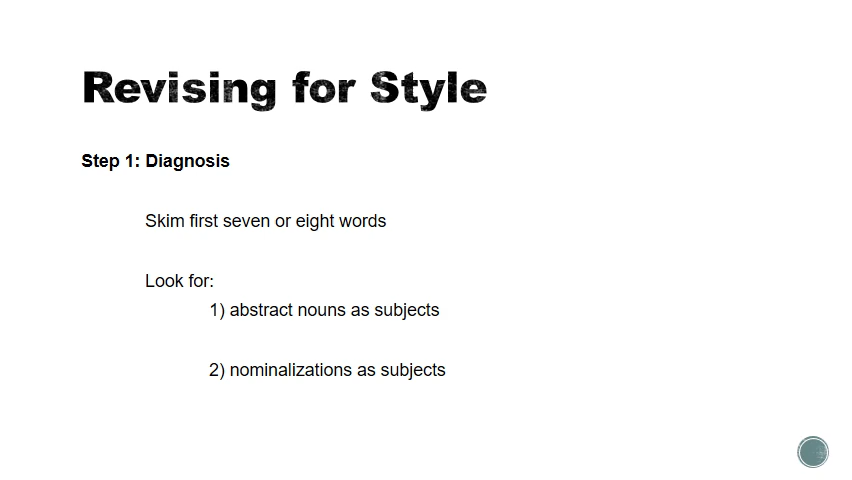 Revising for Style
Step 1: Diagnosis
Skim first seven or eight words
Look for:
1) abstract nouns as subjects
2) nominalizations as subjects